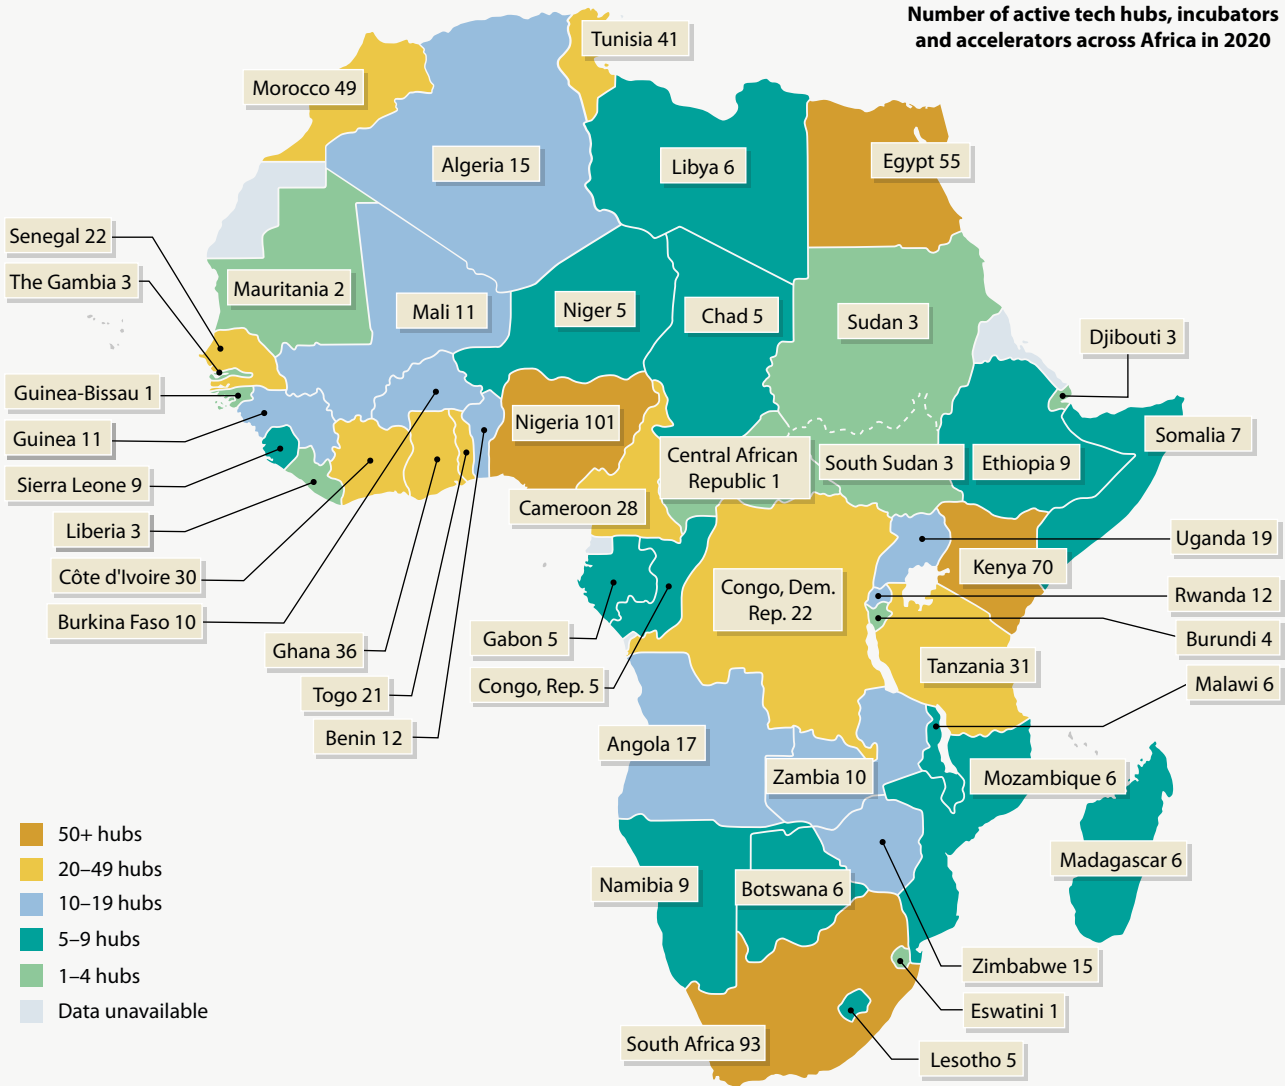 Number of active tech hubs, incubators
and accelerators across Africa in 2020
Tunisia 41
Morocco 49
Algeria 15
Libya 6
Egypt 55
Senegal 22
The Gambia 3
Mauritania 2
Mali 11
Niger 5
Chad 5
Sudan 3
Djibouti 3
Guinea-Bissau 1
Guinea 11
Sierra Leone 9
Liberia 3
Côte d'Ivoire 30
Burkina Faso 10
Nigeria 101
Cameroon 28
Central African
Republic 1
South Sudan 3
Ethiopia 9
Somalia 7
Uganda 19
Kenya 70
Rwanda 12
Burundi 4
Congo, Dem.
Rep. 22
Ghana 36
Togo 21
Benin 12
Gabon 5
Congo, Rep. 5
Tanzania 31
Malawi 6
Angola 17
Zambia 10
Mozambique 6
Madagascar 6
Namibia 9
Botswana 6
Zimbabwe 15
Eswatini 1
South Africa 93
Lesotho 5
50+ hubs
20–49 hubs
10–19 hubs
5–9 hubs
1–4 hubs
Data unavailable